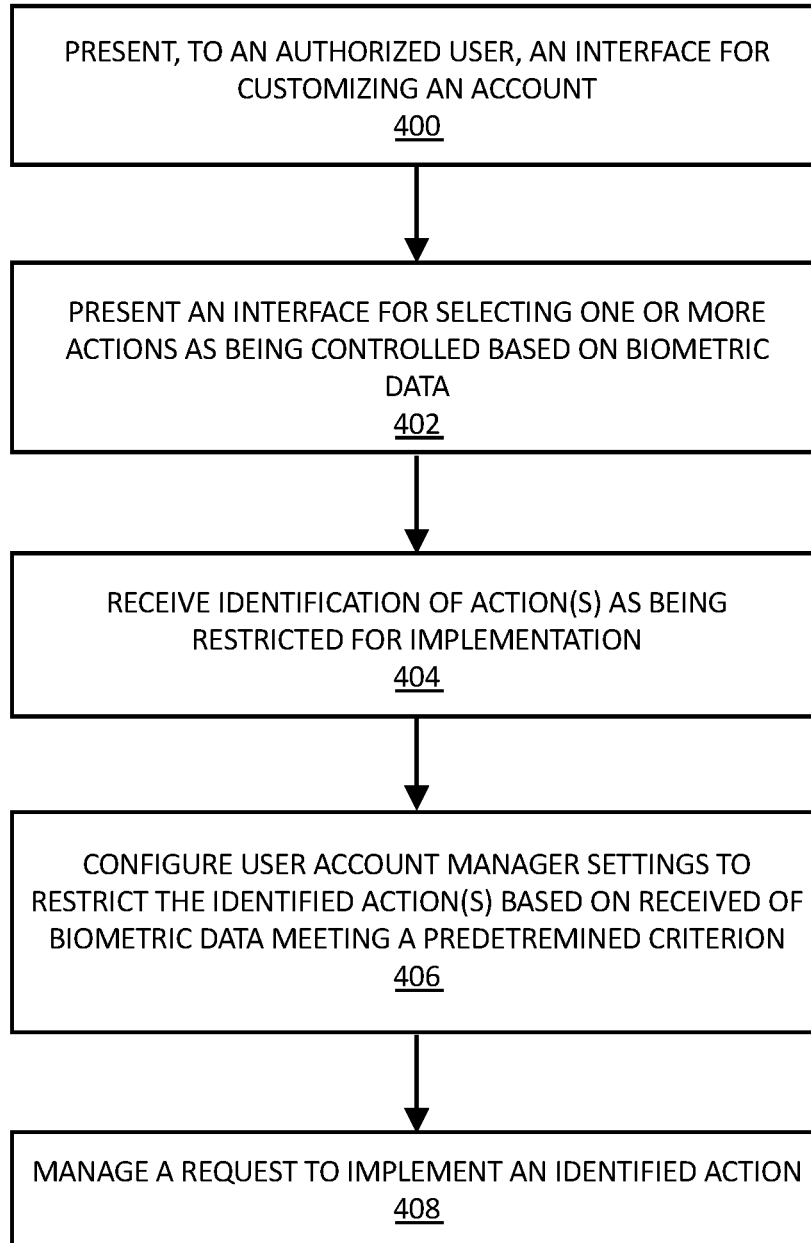 PRESENT, TO AN AUTHORIZED USER, AN INTERFACE FOR
CUSTOMIZING AN ACCOUNT
400
PRESENT AN INTERFACE FOR SELECTING ONE OR MORE
ACTIONS AS BEING CONTROLLED BASED ON BIOMETRIC
DATA
402
RECEIVE IDENTIFICATION OF ACTION(S) AS BEING
RESTRICTED FOR IMPLEMENTATION
404
CONFIGURE USER ACCOUNT MANAGER SETTINGS TO
RESTRICT THE IDENTIFIED ACTION(S) BASED ON RECEIVED OF
BIOMETRIC DATA MEETING A PREDETREMINED CRITERION
406
MANAGE A REQUEST TO IMPLEMENT AN IDENTIFIED ACTION
408